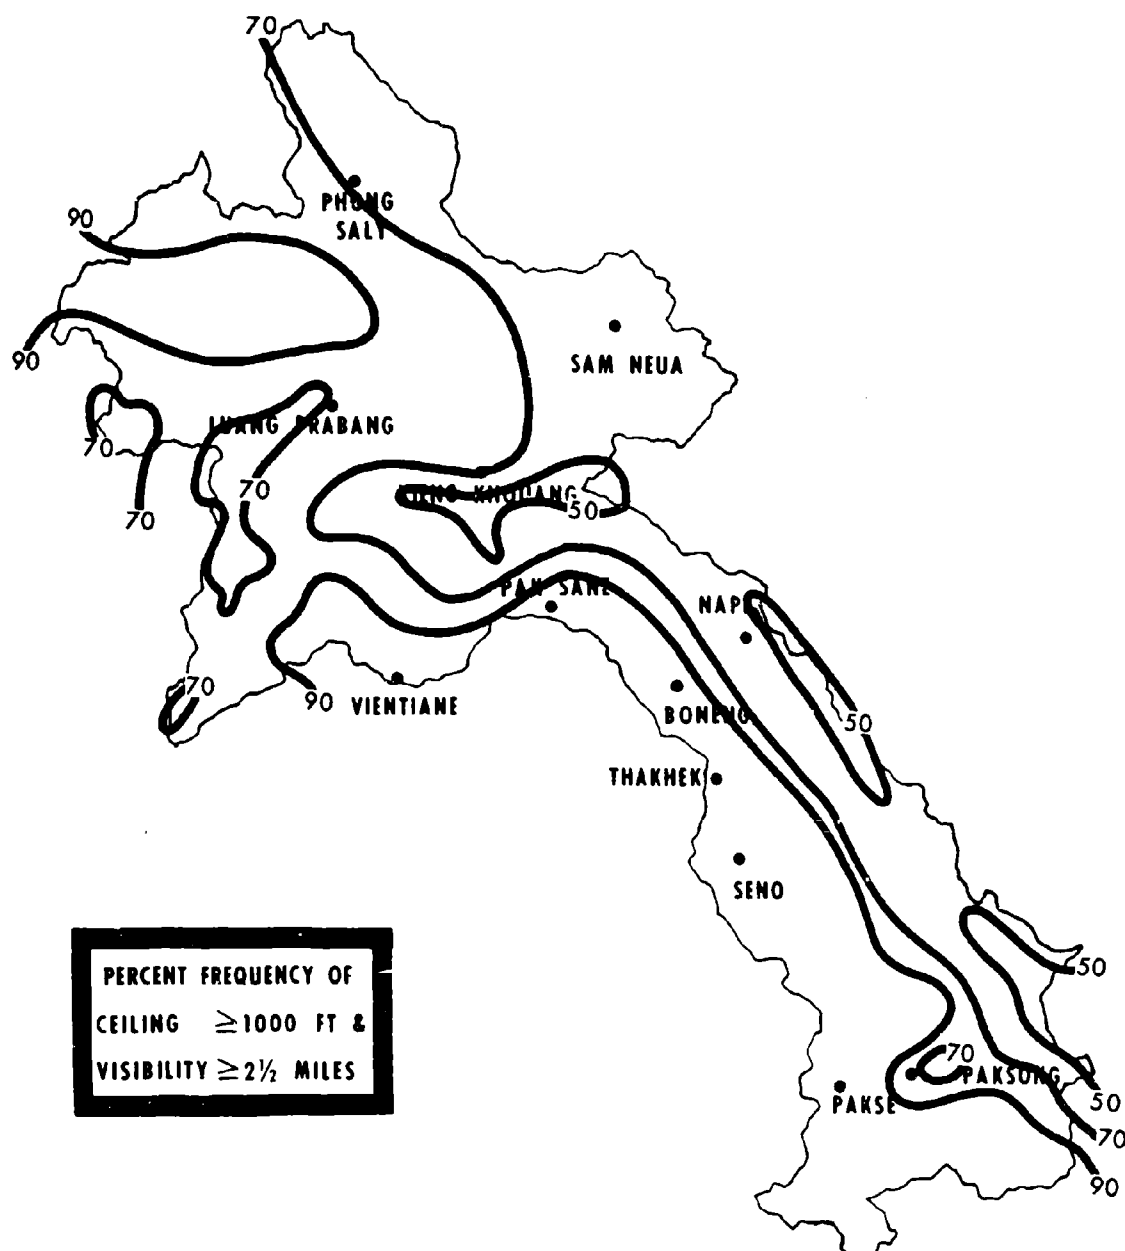 70
PHONG
SALY
90
90
SAM NEUA
LUANG PRABANG
70
70
70
50
PAK SANE
NAPE
70
90
VIENTIANE
BONENG
50
THAKHEK
SENO
50
PERCENT FREQUENCY OF
CEILING ≥1000 FT &
VISIBILITY ≥2½ MILES
70
PAKSONG
PAKSE
50
70
90